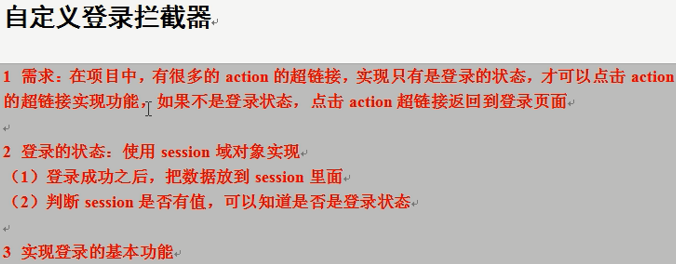 自定义登录拦截器
1 需求：在项目中，有很多的 action 的超链接，实现只有是登录的状态，才可以点击 action
的超链接实现功能，如果不是登录状态，点击 action 超链接返回到登录页面
2 登录的状态：使用 session 域对象实现
（1）登录成功之后，把数据放到 session 里面
（2）判断 session 是否有值，可以知道是否是登录状态
3 实现登录的基本功能